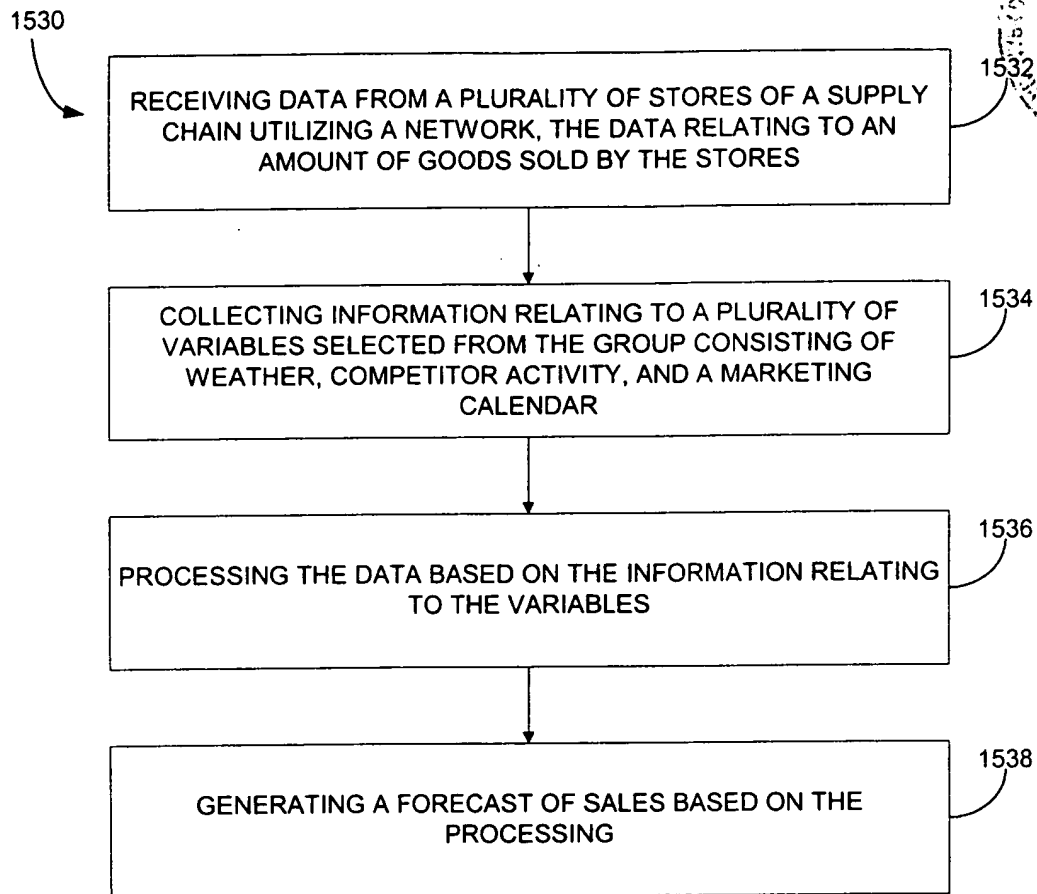 1530
1532
RECEIVING DATA FROM A PLURALITY OF STORES OF A SUPPLY
CHAIN UTILIZING A NETWORK, THE DATA RELATING TO AN
AMOUNT OF GOODS SOLD BY THE STORES
1534
COLLECTING INFORMATION RELATING TO A PLURALITY OF
VARIABLES SELECTED FROM THE GROUP CONSISTING OF
WEATHER, COMPETITOR ACTIVITY, AND A MARKETING
CALENDAR
1536
PROCESSING THE DATA BASED ON THE INFORMATION RELATING
TO THE VARIABLES
1538
GENERATING A FORECAST OF SALES BASED ON THE
PROCESSING